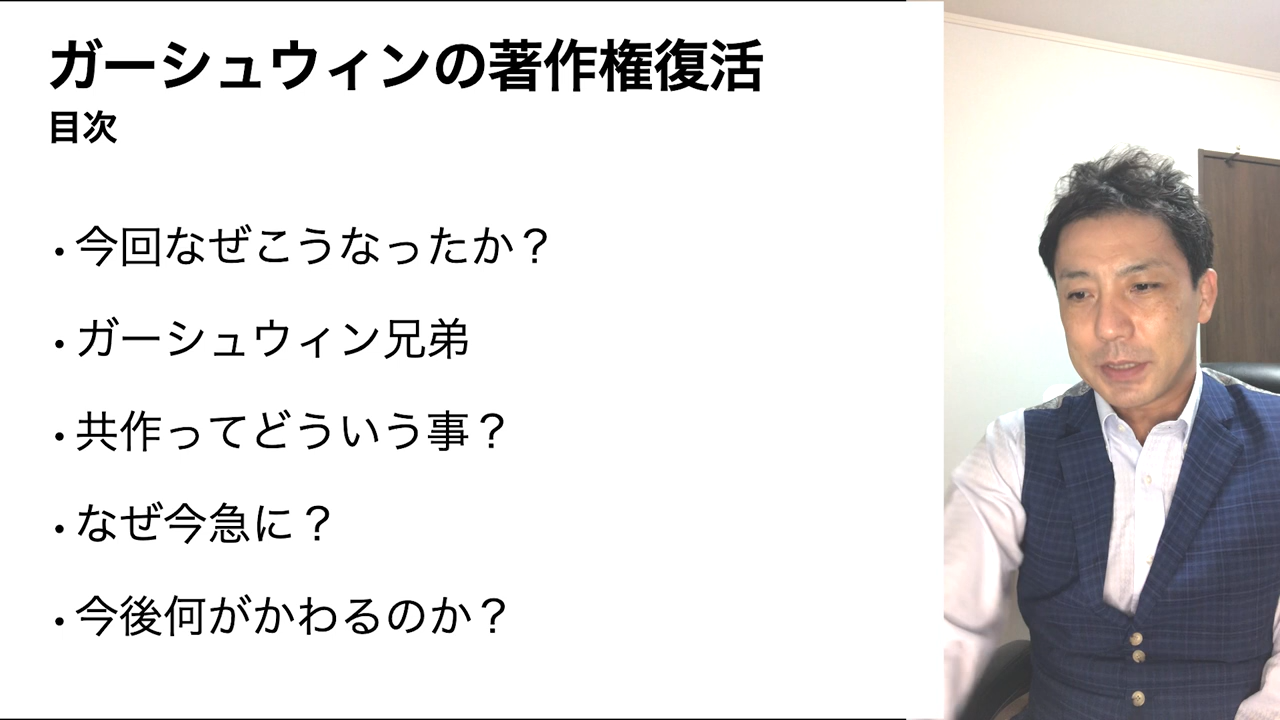 ガーシュウィンの著作権復活
目次
• 今回なぜこうなったか？
• ガーシュウィン兄弟
• 共作ってどういう事？
• なぜ今急に？
• 今後何がかわるのか？